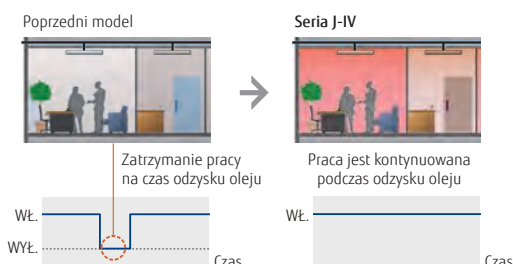 Poprzedni model
Seria J-IV
Zatrzymanie pracy
na czas odzysku oleju
Praca jest kontynuowana
podczas odzysku oleju
WŁ.
WYŁ.
Czas
WŁ.
Czas